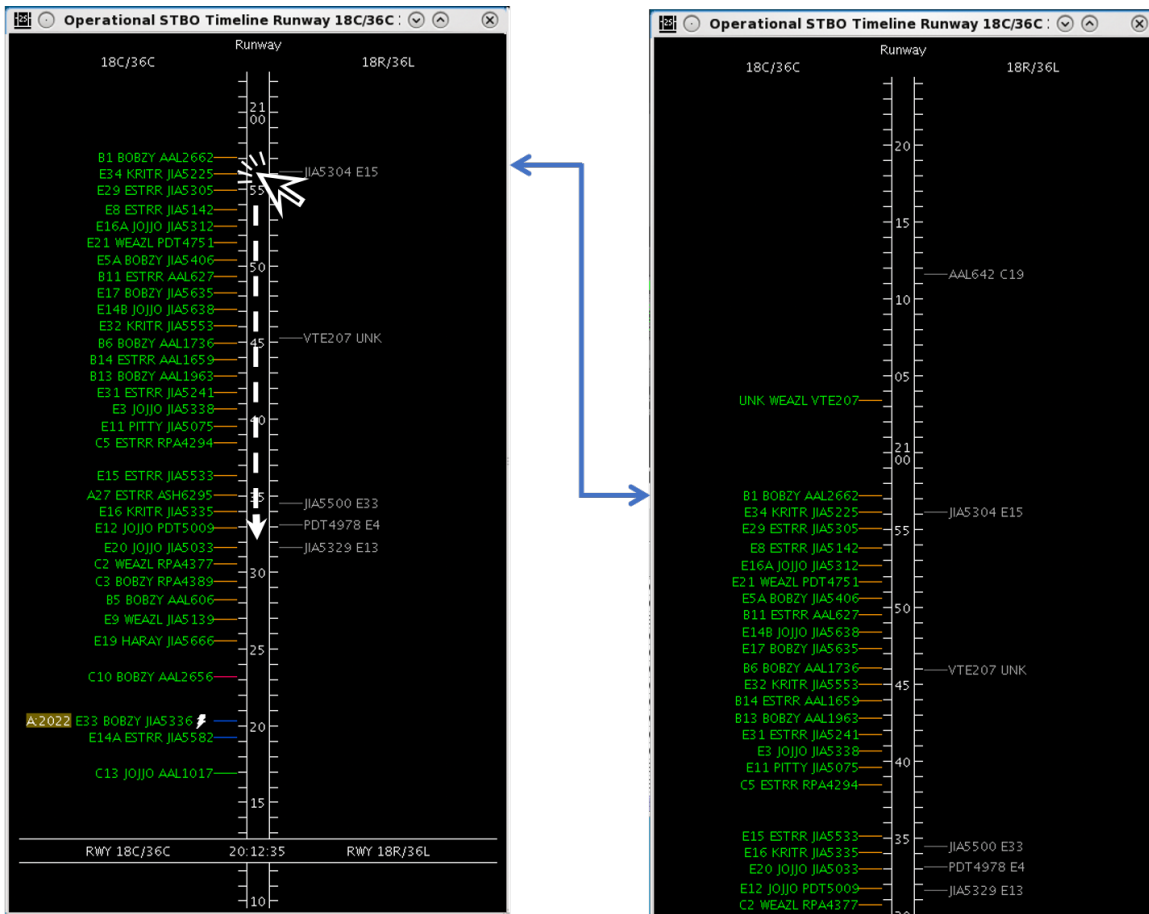 Operational STBO Timeline Runway 18C/36C :
Runway
18C/36C 18R/36L
21
00
B1 BOBZY AAL2662
E34 KRITR JIA5225 JIA5304 E15
E29 ESTRR JIA5305 55
E8 ESTRR JIA5142
E16A JOJJO JIA5312
E21 WEAZL PDT4751
E5A BOBZY JIA5406 50
B11 ESTRR AAL627
E17 BOBZY JIA5635
E14B JOJJO JIA5638
E32 KRITR JIA5553
B6 BOBZY AAL1736 45 VTE207 UNK
B14 ESTRR AAL1659
B13 BOBZY AAL1963
E31 ESTRR JIA5241
E3 JOJJO JIA5338
E11 PITTY JIA5075 40
C5 ESTRR RPA4294
E15 ESTRR JIA5533
A27 ESTRR ASH6295 35 JIA5500 E33
E16 KRITR JIA5335
E12 JOJJO PDT5009 PDT4978 E4
E20 JOJJO JIA5033 JIA5329 E13
C2 WEAZL RPA4377
C3 BOBZY RPA4389 30
B5 BOBZY AAL606
E9 WEAZL JIA5139
E19 HARAY JIA5666
25
C10 BOBZY AAL2656
A:2022 E33 BOBZY JIA5336 20
E14A ESTRR JIA5582
C13 JOJJO AAL1017
15
RWY 18C/36C 20:12:35 RWY 18R/36L
10
Operational STBO Timeline Runway 18C/36C :
Runway
18C/36C 18R/36L
20
15
AAL642 C19
10
05
UNK WEAZL VTE207
21
00
B1 BOBZY AAL2662
E34 KRITR JIA5225 JIA5304 E15
E29 ESTRR JIA5305 55
E8 ESTRR JIA5142
E16A JOJJO JIA5312
E21 WEAZL PDT4751
E5A BOBZY JIA5406 50
B11 ESTRR AAL627
E14B JOJJO JIA5638
E17 BOBZY JIA5635
B6 BOBZY AAL1736 VTE207 UNK
E32 KRITR JIA5553 45
B14 ESTRR AAL1659
B13 BOBZY AAL1963
E31 ESTRR JIA5241
E3 JOJJO JIA5338
E11 PITTY JIA5075 40
C5 ESTRR RPA4294
E15 ESTRR JIA5533 35
E16 KRITR JIA5335 JIA5500 E33
E20 JOJJO JIA5033 PDT4978 E4
E12 JOJJO PDT5009 JIA5329 E13
C2 WEAZL RPA4377